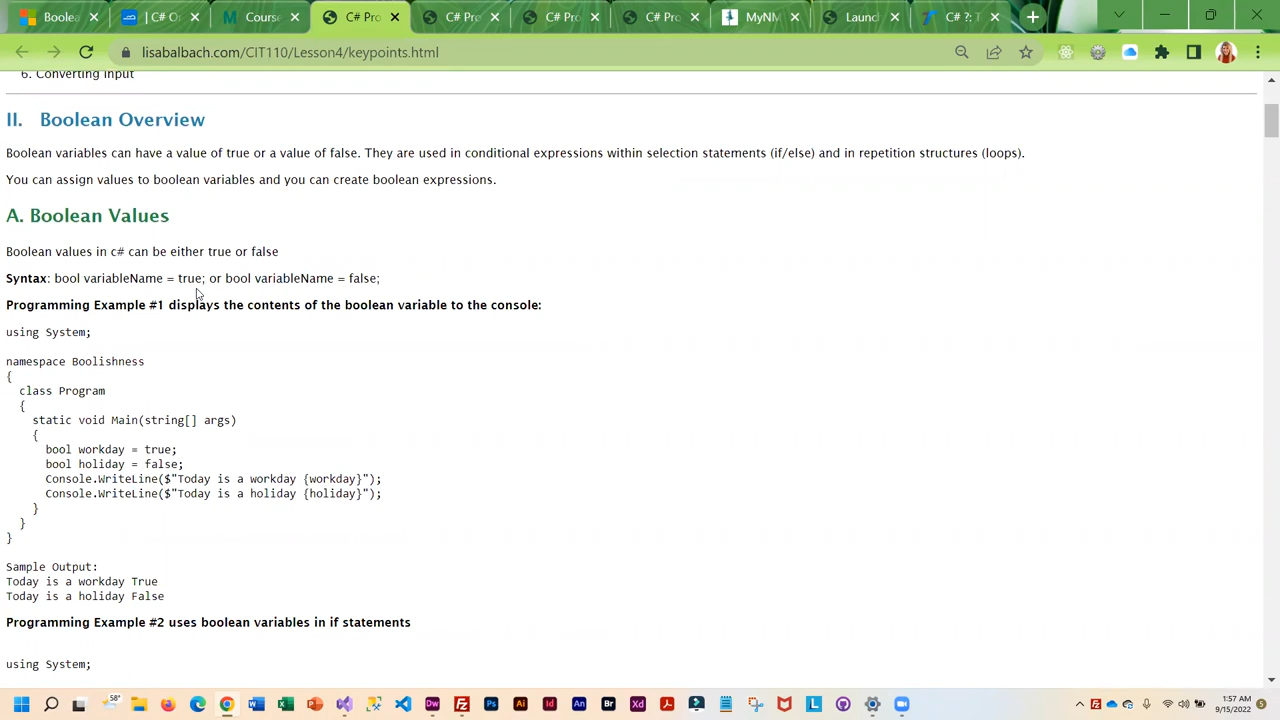 Boolea
| C# O
Course
C# Pro
C# Pro
C# Pro
C# Pro
MyNM
Launc
C# ?: T
lisabalbach.com/CIT110/Lesson4/keypoints.html
6. Converting Input
II. Boolean Overview
Boolean variables can have a value of true or a value of false. They are used in conditional expressions within selection statements (if/else) and in repetition structures (loops).
You can assign values to boolean variables and you can create boolean expressions.
A. Boolean Values
Boolean values in c# can be either true or false
Syntax: bool variableName = true; or bool variableName = false;
Programming Example #1 displays the contents of the boolean variable to the console:
using System;
namespace Boolishness
{
class Program
{
static void Main(string[] args)
{
bool workday = true;
bool holiday = false;
Console.WriteLine($"Today is a workday {workday}");
Console.WriteLine($"Today is a holiday {holiday}");
}
}
}
Sample Output:
Today is a workday True
Today is a holiday False
Programming Example #2 uses boolean variables in if statements
using System;
58°
1:57 AM
9/15/2022